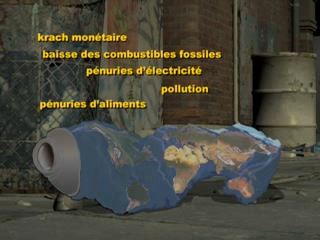 krach monétaire
baisse des combustibles fossiles
pénuries d'électricité
pollution
pénuries d'aliments